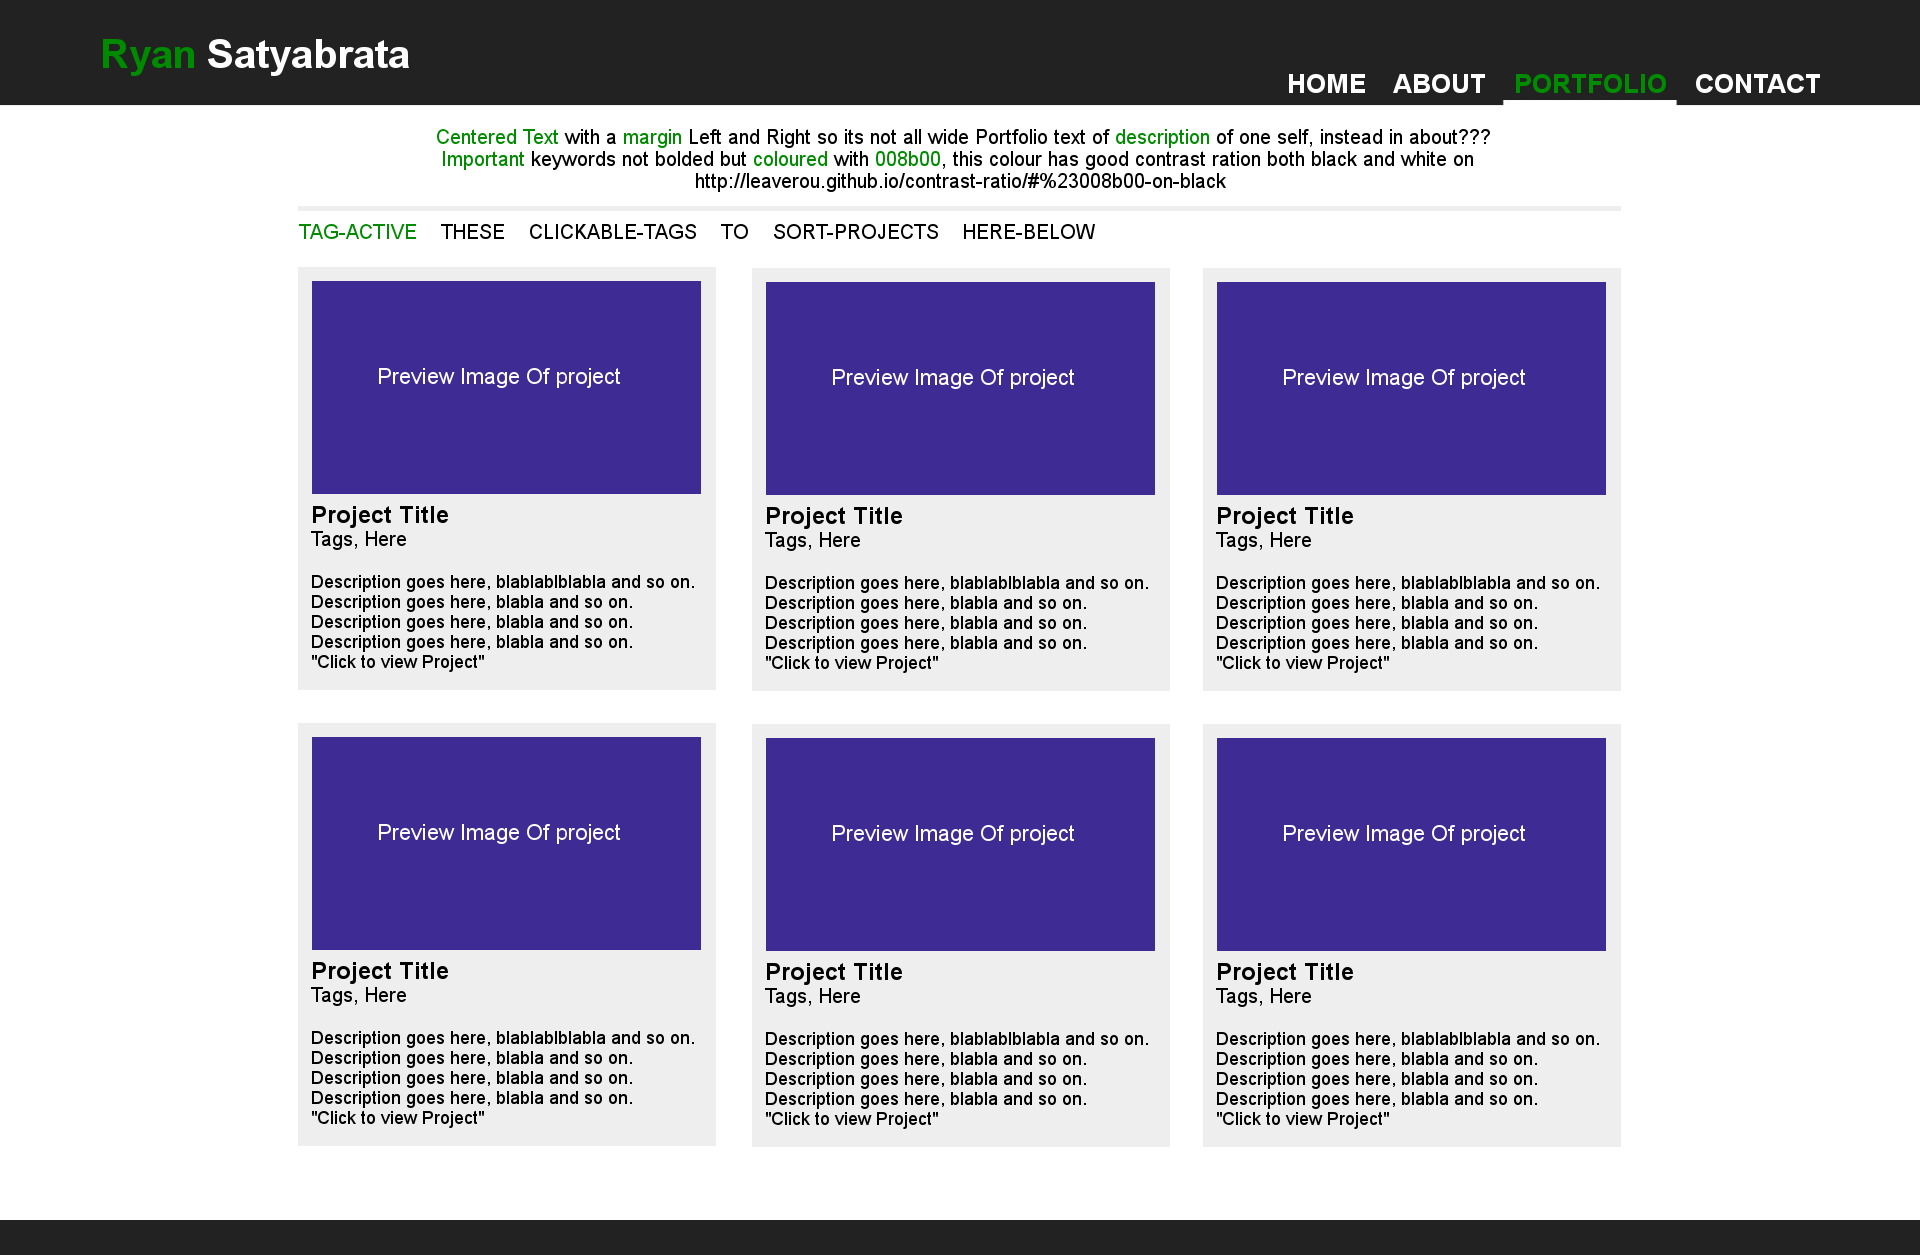 Ryan Satyabrata
HOME ABOUT PORTFOLIO CONTACT
Centered Text with a margin Left and Right so its not all wide Portfolio text of description of one self, instead in about???
Important keywords not bolded but coloured with 008b00, this colour has good contrast ration both black and white on
http://leaverou.github.io/contrast-ratio/#%23008b00-on-black
TAG-ACTIVE THESE CLICKABLE-TAGS TO SORT-PROJECTS HERE-BELOW
Preview Image Of project
Project Title
Tags, Here
Description goes here, blablablblabla and so on.
Description goes here, blabla and so on.
Description goes here, blabla and so on.
Description goes here, blabla and so on.
"Click to view Project"
Preview Image Of project
Project Title
Tags, Here
Description goes here, blablablblabla and so on.
Description goes here, blabla and so on.
Description goes here, blabla and so on.
Description goes here, blabla and so on.
"Click to view Project"
Preview Image Of project
Project Title
Tags, Here
Description goes here, blablablblabla and so on.
Description goes here, blabla and so on.
Description goes here, blabla and so on.
Description goes here, blabla and so on.
"Click to view Project"
Preview Image Of project
Project Title
Tags, Here
Description goes here, blablablblabla and so on.
Description goes here, blabla and so on.
Description goes here, blabla and so on.
Description goes here, blabla and so on.
"Click to view Project"
Preview Image Of project
Project Title
Tags, Here
Description goes here, blablablblabla and so on.
Description goes here, blabla and so on.
Description goes here, blabla and so on.
Description goes here, blabla and so on.
"Click to view Project"
Preview Image Of project
Project Title
Tags, Here
Description goes here, blablablblabla and so on.
Description goes here, blabla and so on.
Description goes here, blabla and so on.
Description goes here, blabla and so on.
"Click to view Project"